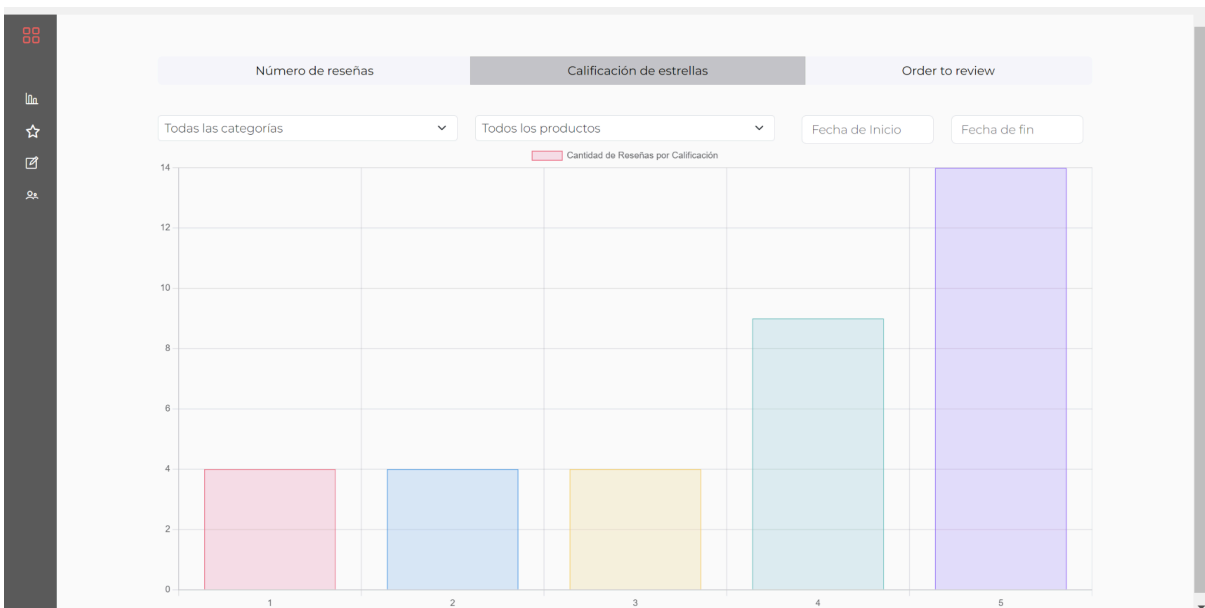 Número de reseñas
Calificación de estrellas
Order to review
Todas las categorías
Todos los productos
Fecha de Inicio
Fecha de fin
Cantidad de Reseñas por Calificación
14
12
10
8
6
4
2
0
1 2 3 4 5